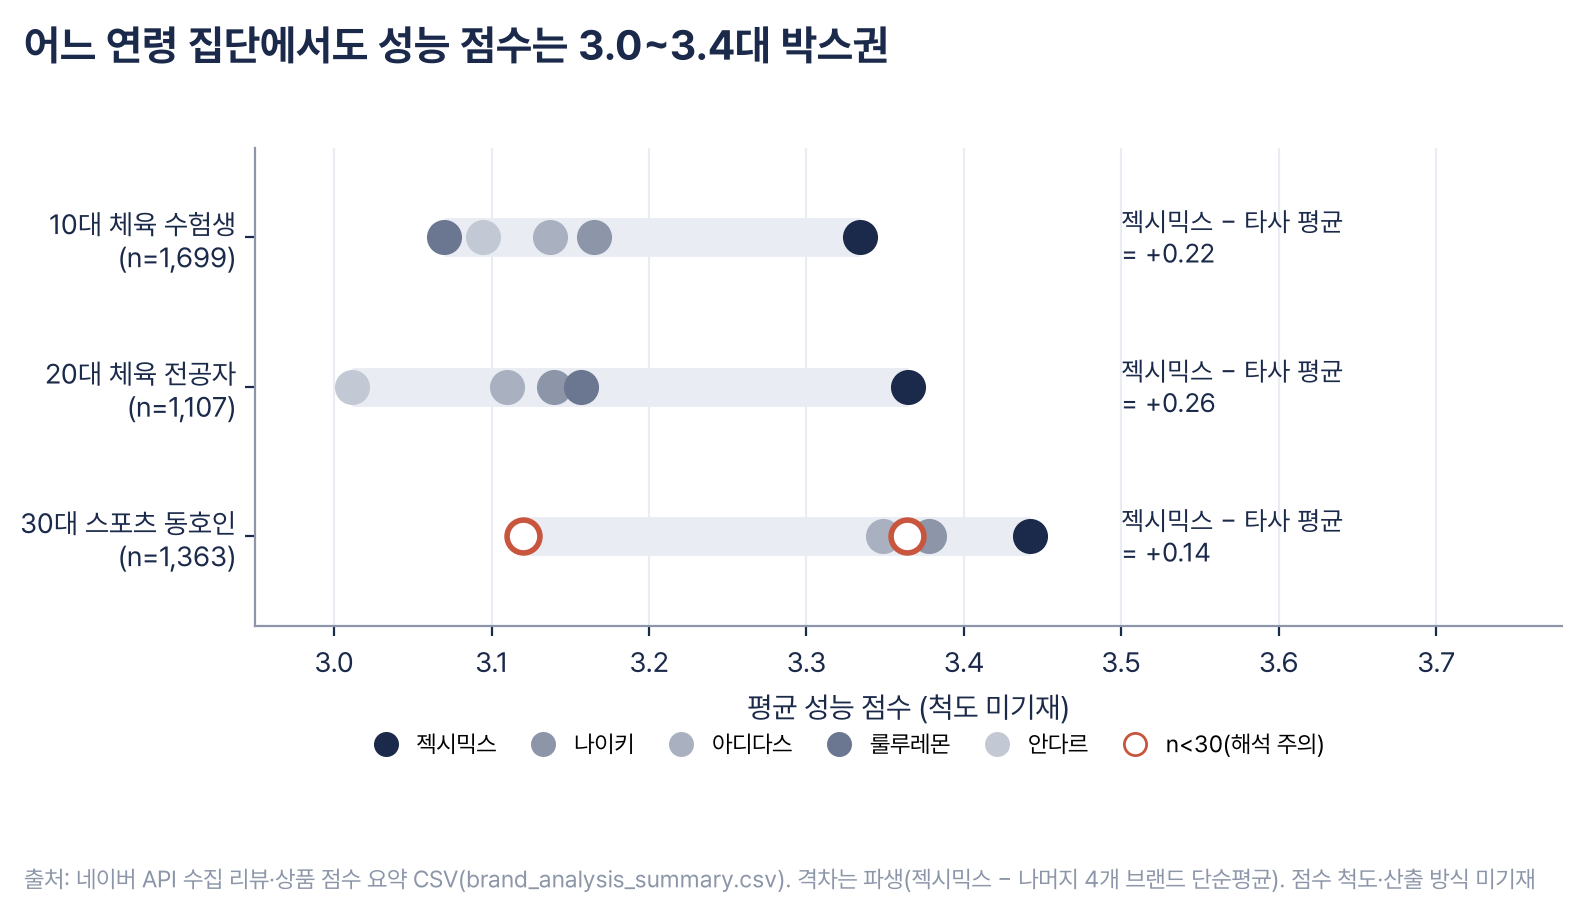 어느 연령 집단에서도 성능 점수는 3.0~3.4대 박스권
10대 체육 수험생
(n=1,699)
젝시믹스 − 타사 평균
= +0.22
20대 체육 전공자
(n=1,107)
젝시믹스 − 타사 평균
= +0.26
30대 스포츠 동호인
(n=1,363)
젝시믹스 − 타사 평균
= +0.14
3.0 3.1 3.2 3.3 3.4 3.5 3.6 3.7
평균 성능 점수 (척도 미기재)
젝시믹스 나이키 아디다스 룰루레몬 안다르 n<30(해석 주의)
출처: 네이버 API 수집 리뷰·상품 점수 요약 CSV(brand_analysis_summary.csv). 격차는 파생(젝시믹스 − 나머지 4개 브랜드 단순평균). 점수 척도·산출 방식 미기재